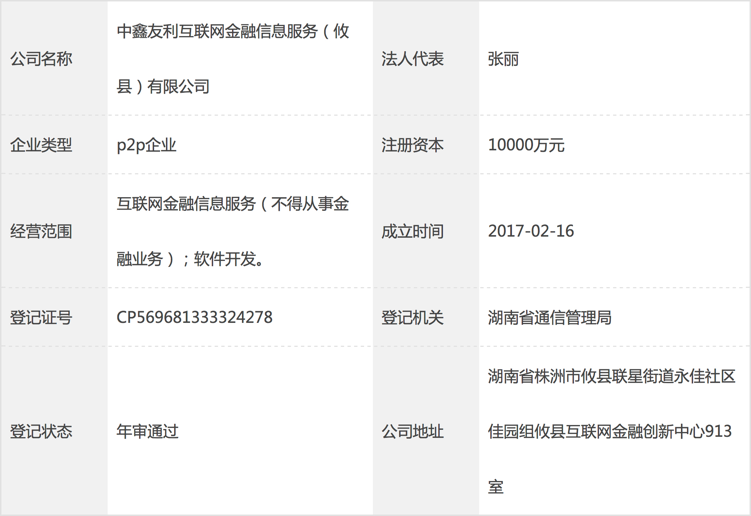 公司名称
中鑫友利互联网金融信息服务（攸
县）有限公司
法人代表
张丽
企业类型
p2p企业
注册资本
10000万元
经营范围
互联网金融信息服务（不得从事金
融业务）；软件开发。
成立时间
2017-02-16
登记证号
CP569681333324278
登记机关
湖南省通信管理局
登记状态
年审通过
公司地址
湖南省株洲市攸县联星街道永佳社区
佳园组攸县互联网金融创新中心913
室